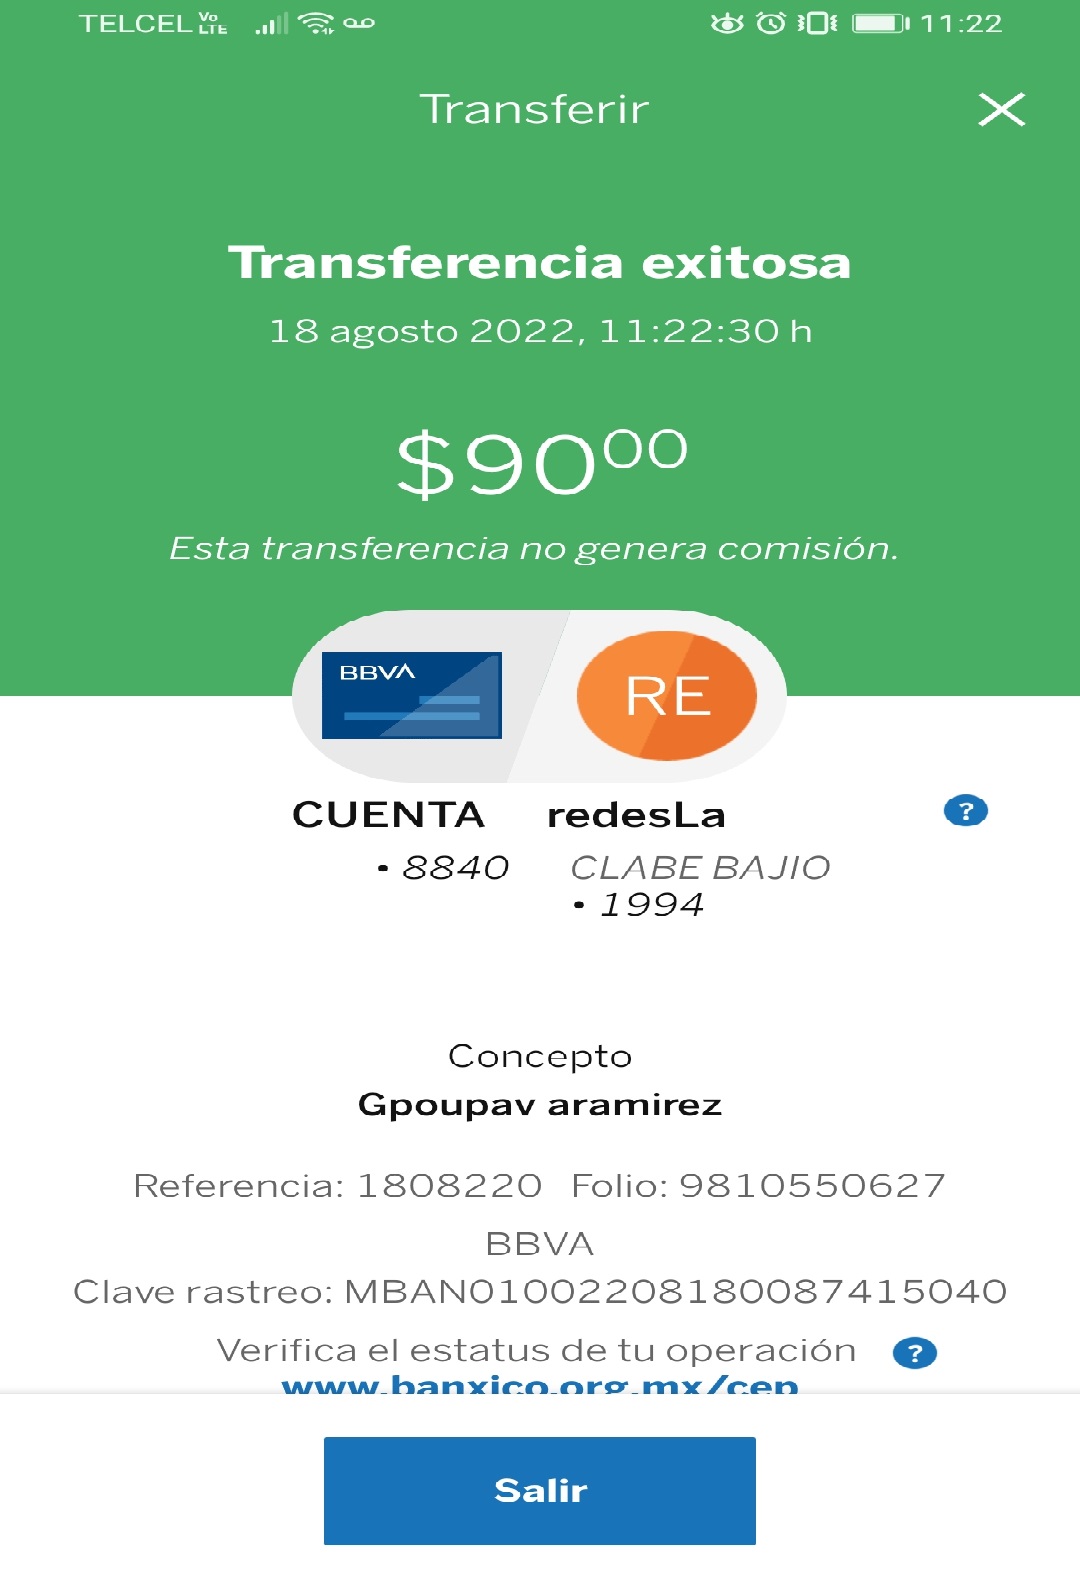 TELCEL Vo LTE 11:22
Transferir
Transferencia exitosa
18 agosto 2022, 11:22:30 h
$90⁰⁰
Esta transferencia no genera comisión.
BBVA RE
CUENTA redesLa ?
• 8840 CLABE BAJIO
• 1994
Concepto
Gpoupav aramirez
Referencia: 1808220 Folio: 9810550627
BBVA
Clave rastreo: MBAN01002208180087415040
Verifica el estatus de tu operación ?
www.banxico.org.mx/cep
Salir